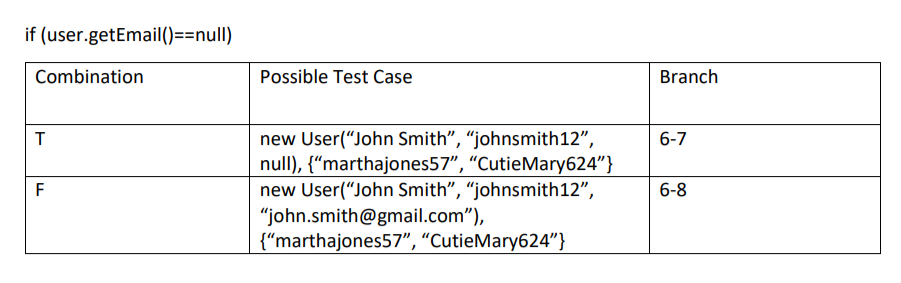 if (user.getEmail()==null)
Combination Possible Test Case Branch
T new User(“John Smith”, “johnsmith12”, 6-7
null), {“marthajones57”, “CutieMary624”}
F new User(“John Smith”, “johnsmith12”, 6-8
“john.smith@gmail.com”),
{“marthajones57”, “CutieMary624”}